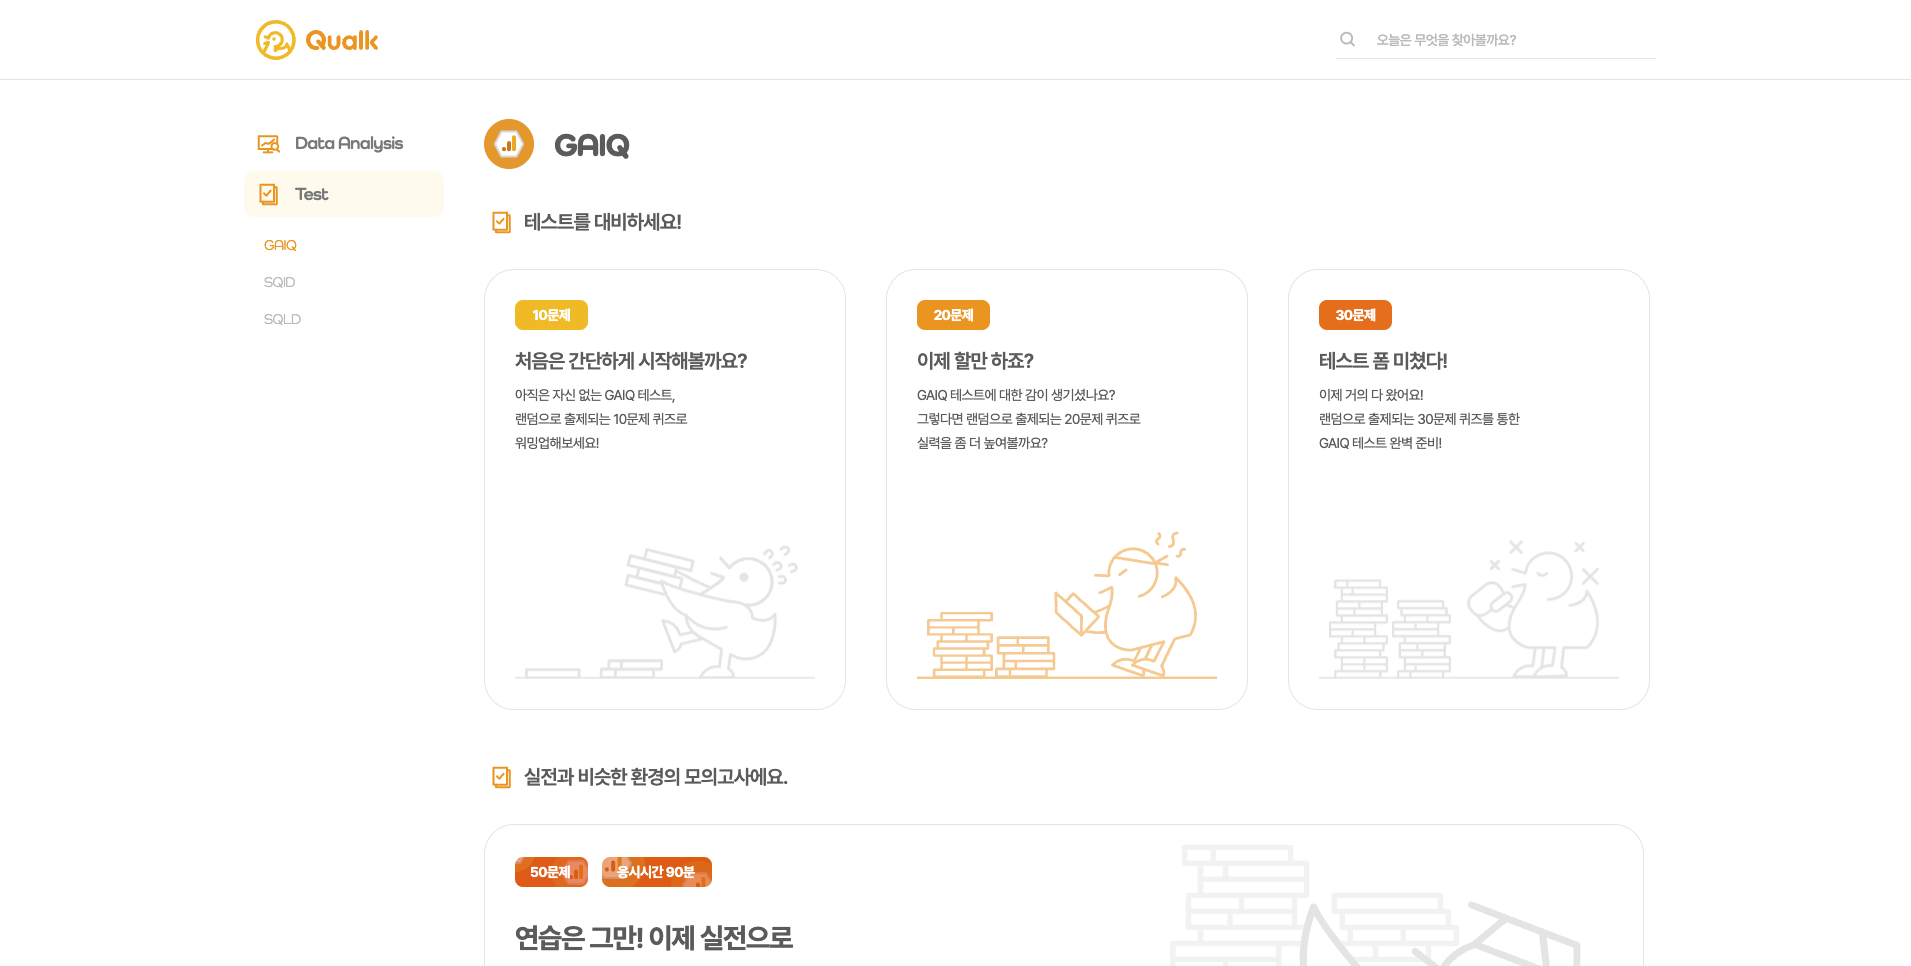 Qualk
오늘은 무엇을 찾아볼까요?
Data Analysis
Test
GAIQ
SQID
SQLD
GAIQ
테스트를 대비하세요!
10문제
처음은 간단하게 시작해볼까요?
아직은 자신 없는 GAIQ 테스트,
랜덤으로 출제되는 10문제 퀴즈로
워밍업해보세요!
20문제
이제 할만 하죠?
GAIQ 테스트에 대한 감이 생기셨나요?
그렇다면 랜덤으로 출제되는 20문제 퀴즈로
실력을 좀 더 높여볼까요?
30문제
테스트 폼 미쳤다!
이제 거의 다 왔어요!
랜덤으로 출제되는 30문제 퀴즈를 통한
GAIQ 테스트 완벽 준비!
실전과 비슷한 환경의 모의고사에요.
50문제
응시시간 90분
연습은 그만! 이제 실전으로